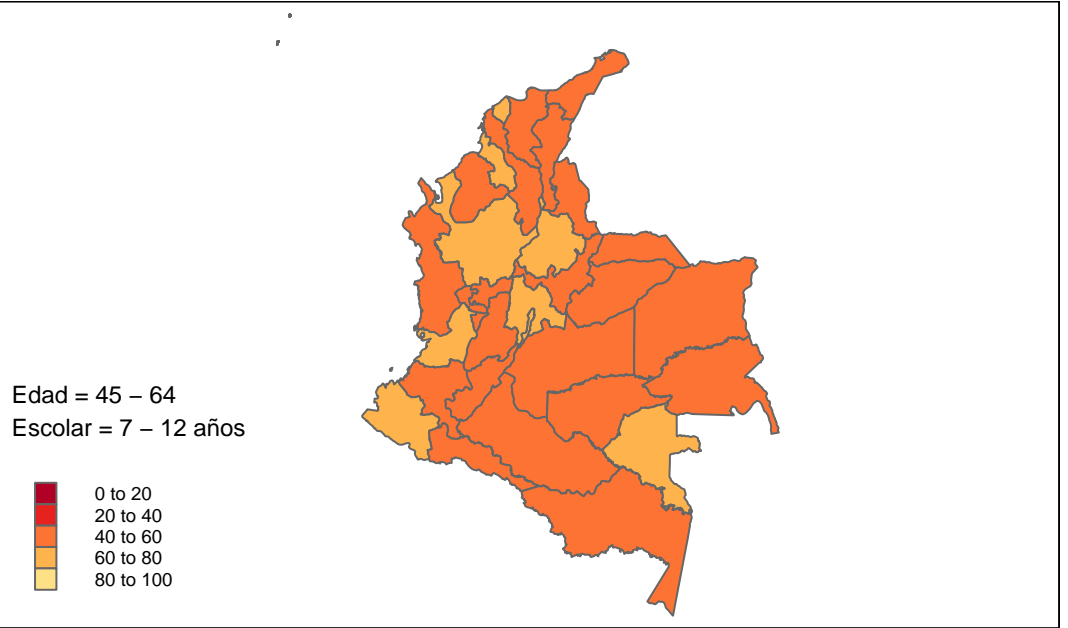 Edad = 45 – 64
Escolar = 7 – 12 años
0 to 20
20 to 40
40 to 60
60 to 80
80 to 100